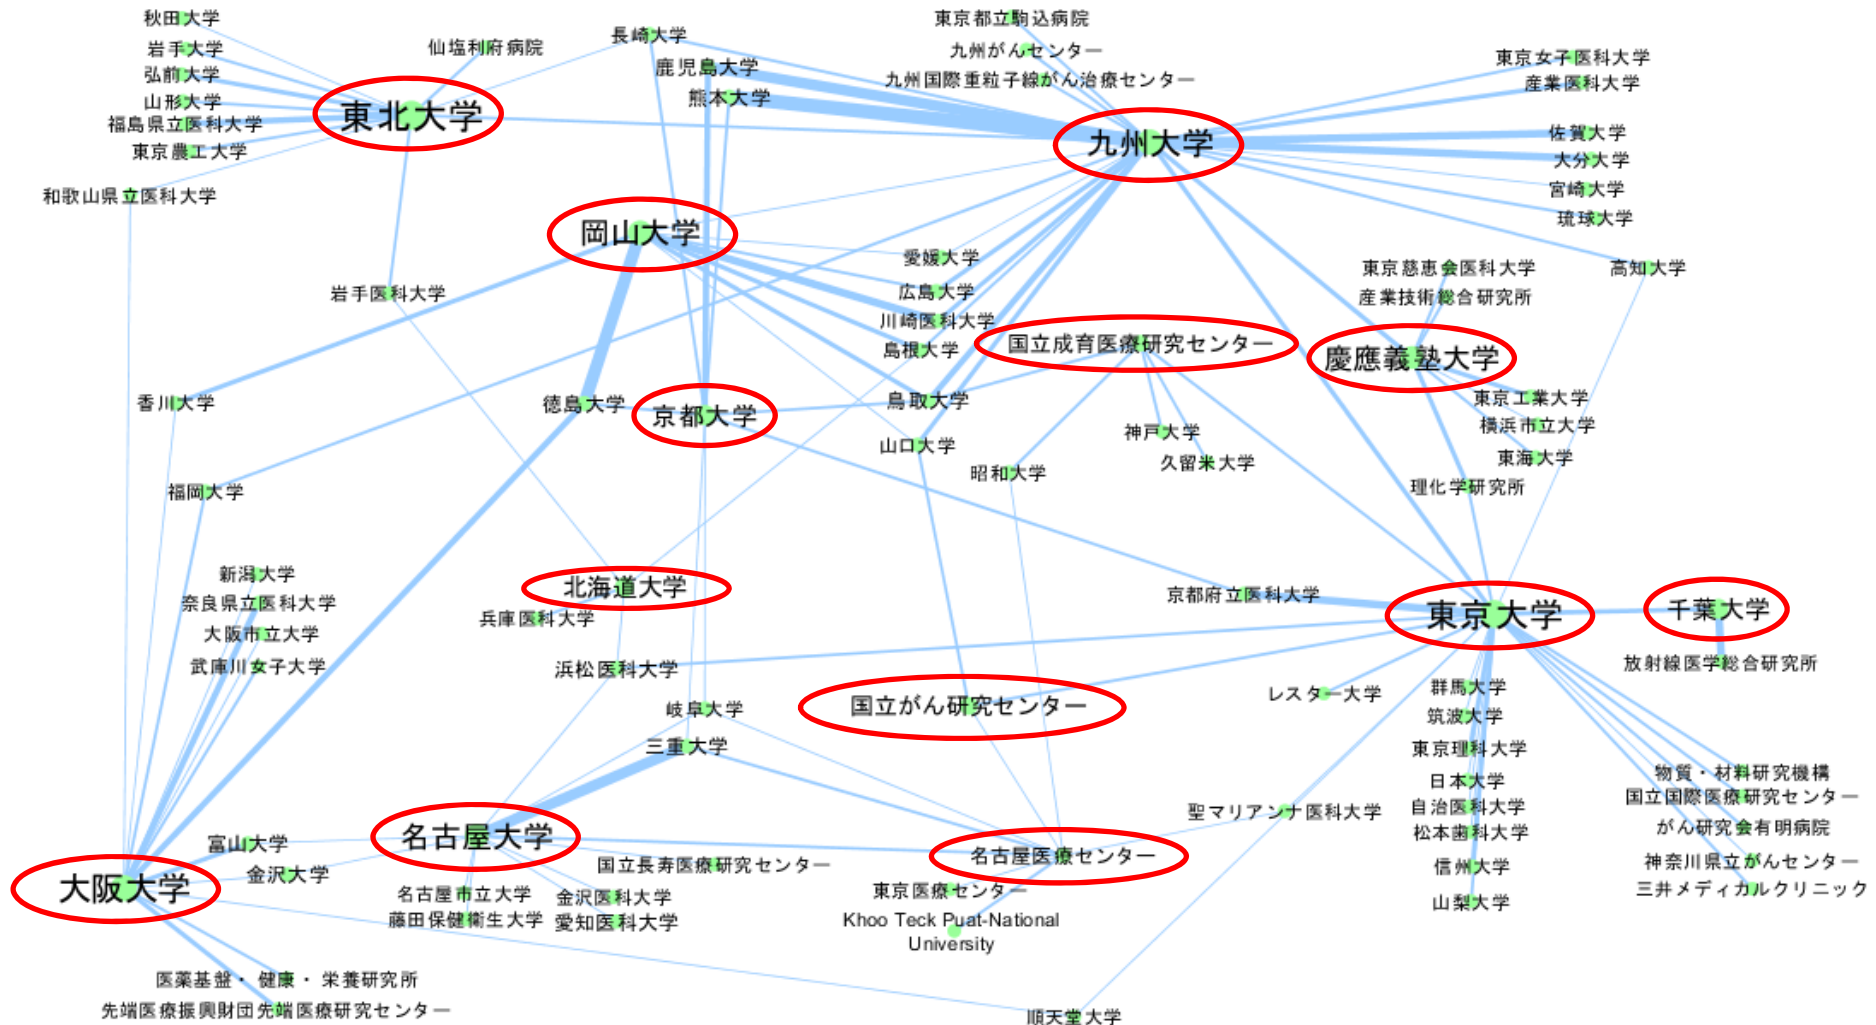 秋田大学
岩手大学
弘前大学
山形大学
福島県立医科大学
東京農工大学
和歌山県立医科大学
仙塩利府病院
東北大学
長崎大学
鹿児島大学
熊本大学
東京都立駒込病院
九州がんセンター
九州国際重粒子線がん治療センター
九州大学
東京女子医科大学
産業医科大学
佐賀大学
大分大学
宮崎大学
琉球大学
高知大学
岡山大学
岩手医科大学
愛媛大学
広島大学
川崎医科大学
島根大学
国立成育医療研究センター
東京慈恵会医科大学
産業技術総合研究所
慶應義塾大学
東京工業大学
横浜市立大学
東海大学
理化学研究所
香川大学
徳島大学
京都大学
鳥取大学
山口大学
昭和大学
神戸大学
久留米大学
福岡大学
新潟大学
奈良県立医科大学
大阪市立大学
武庫川女子大学
北海道大学
兵庫医科大学
浜松医科大学
京都府立医科大学
東京大学
千葉大学
放射線医学総合研究所
岐阜大学
三重大学
国立がん研究センター
レスター大学
群馬大学
筑波大学
東京理科大学
日本大学
自治医科大学
松本歯科大学
信州大学
山梨大学
物質・材料研究機構
国立国際医療研究センター
がん研究会有明病院
神奈川県立がんセンター
三井メディカルクリニック
聖マリアンナ医科大学
富山大学
金沢大学
大阪大学
名古屋大学
国立長寿医療研究センター
名古屋市立大学
藤田保健衛生大学
金沢医科大学
愛知医科大学
名古屋医療センター
東京医療センター
Khoo Teck Puat-National
University
医薬基盤・ 健康・ 栄養研究所
先端医療振興財団先端医療研究センター
順天堂大学